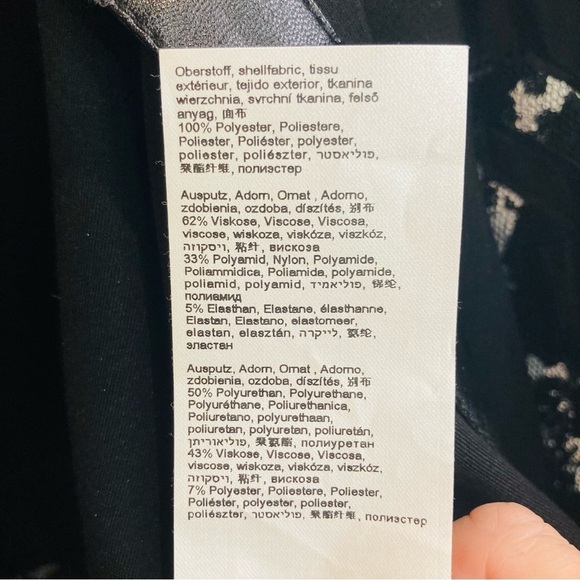 Oberstoff, shellfabric, tissu
extérieur, tejido exterior, tkanina
wierzchnia, svrchní tkanina, felső
anyag, 面布
100% Polyester, Poliestere,
Poliester, Poliéster, polyester,
poliester, poliészter, פוליאסטר,
聚酯纤维, полиэстер
Ausputz, Adorn, Ornat , Adorno,
zdobienia, ozdoba, díszítés, 别布
62% Viskose, Viscose, Viscosa,
viscose, wiskoza, viskóza, viszkóz,
ויסקוזה, 粘纤, вискоза
33% Polyamid, Nylon, Polyamide,
Poliammidica, Poliamida, polyamide,
poliamid, polyamid, פוליאמיד, 锦纶,
полиамид
5% Elasthan, Elastane, élasthanne,
Elastan, Elastano, elastomeer,
elastan, elasztán, לייקרה, 氨纶,
эластан
Ausputz, Adorn, Ornat , Adorno,
zdobienia, ozdoba, díszítés, 别布
50% Polyurethan, Polyurethane,
Polyuréthane, Poliurethanica,
Poliuretano, polyurethaan,
poliuretan, polyuretan, poliuretán,
פוליאוריתן, 聚氨酯, полиуретан
43% Viskose, Viscose, Viscosa,
viscose, wiskoza, viskóza, viszkóz,
ויסקוזה, 粘纤, вискоза
7% Polyester, Poliestere, Poliester,
Poliéster, polyester, poliester,
poliészter, פוליאסטר, 聚酯纤维, полиэстер